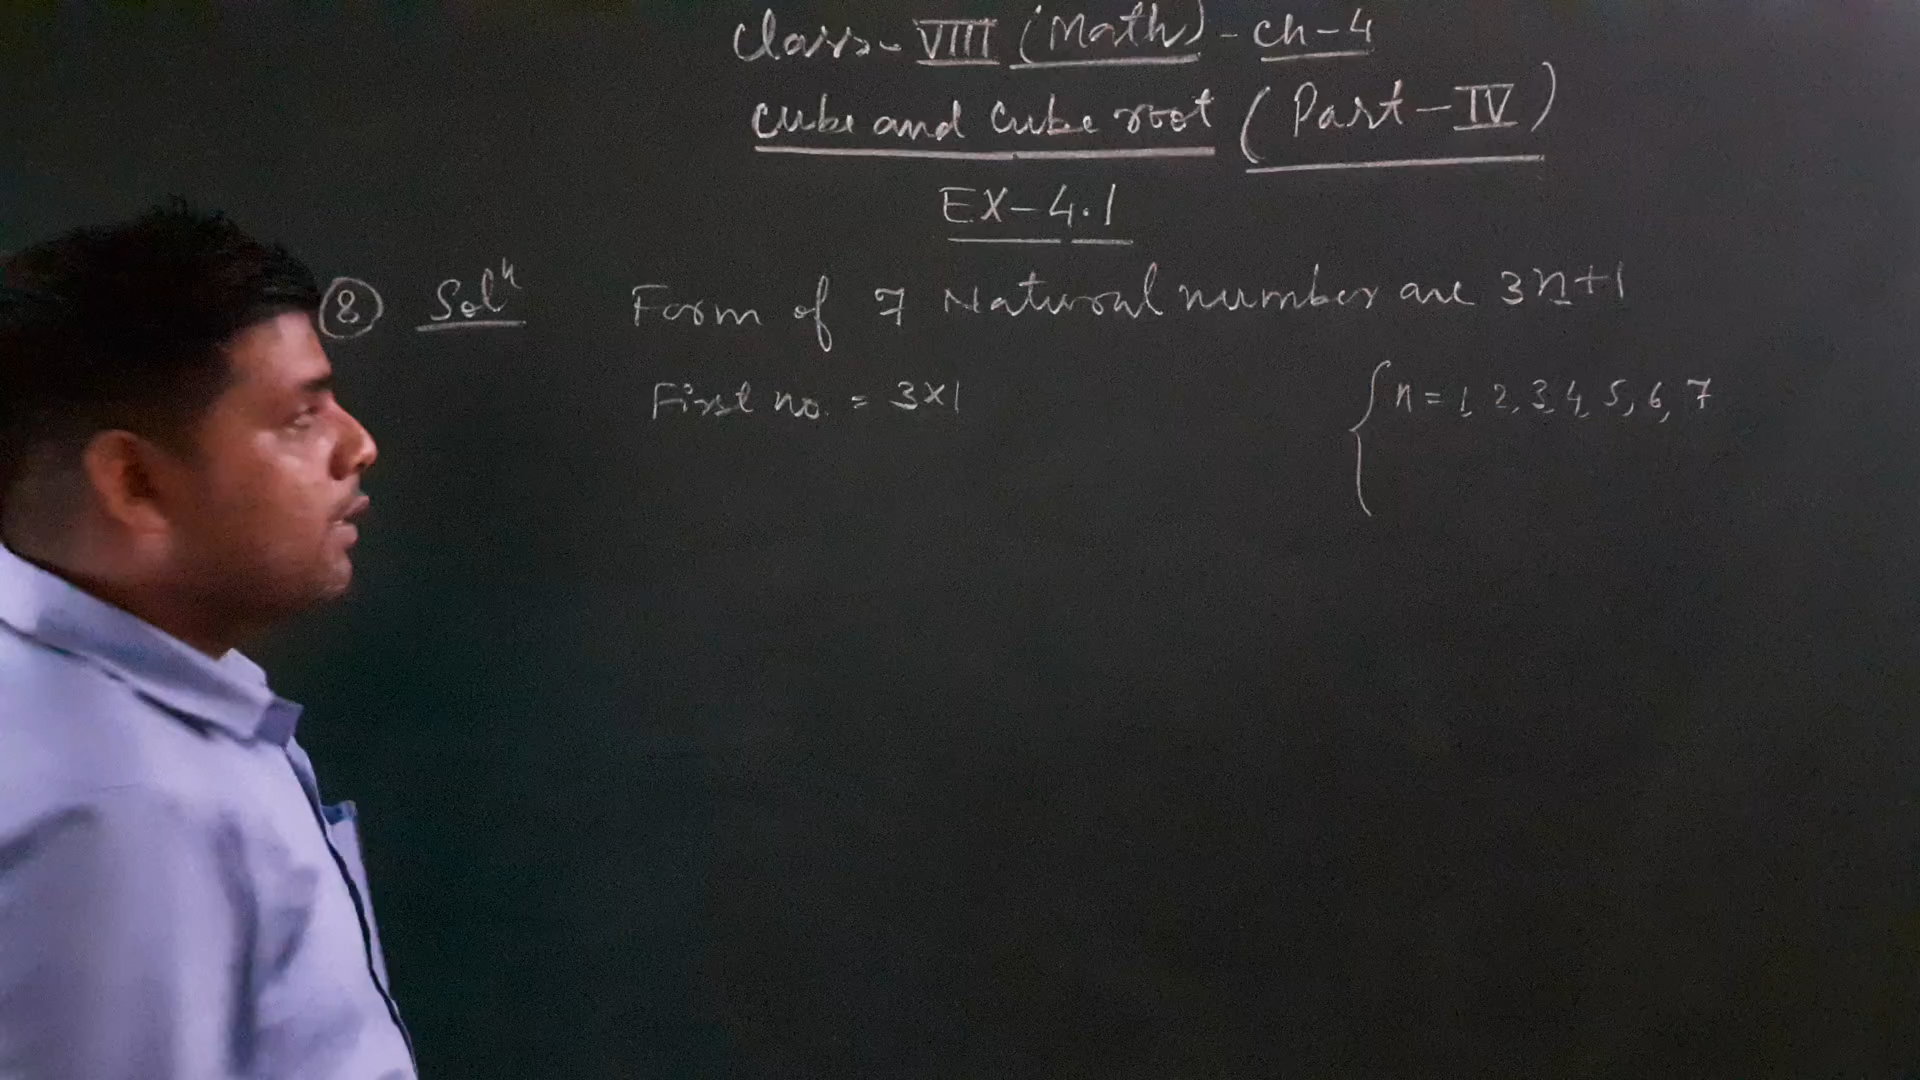 Class-VIII (Math)-ch-4
cube and cube root (Part-IV)
EX-4.1
8 Solⁿ Form of 7 Natural number are 3n+1
First no. = 3×1 { n = 1, 2, 3, 4, 5, 6, 7